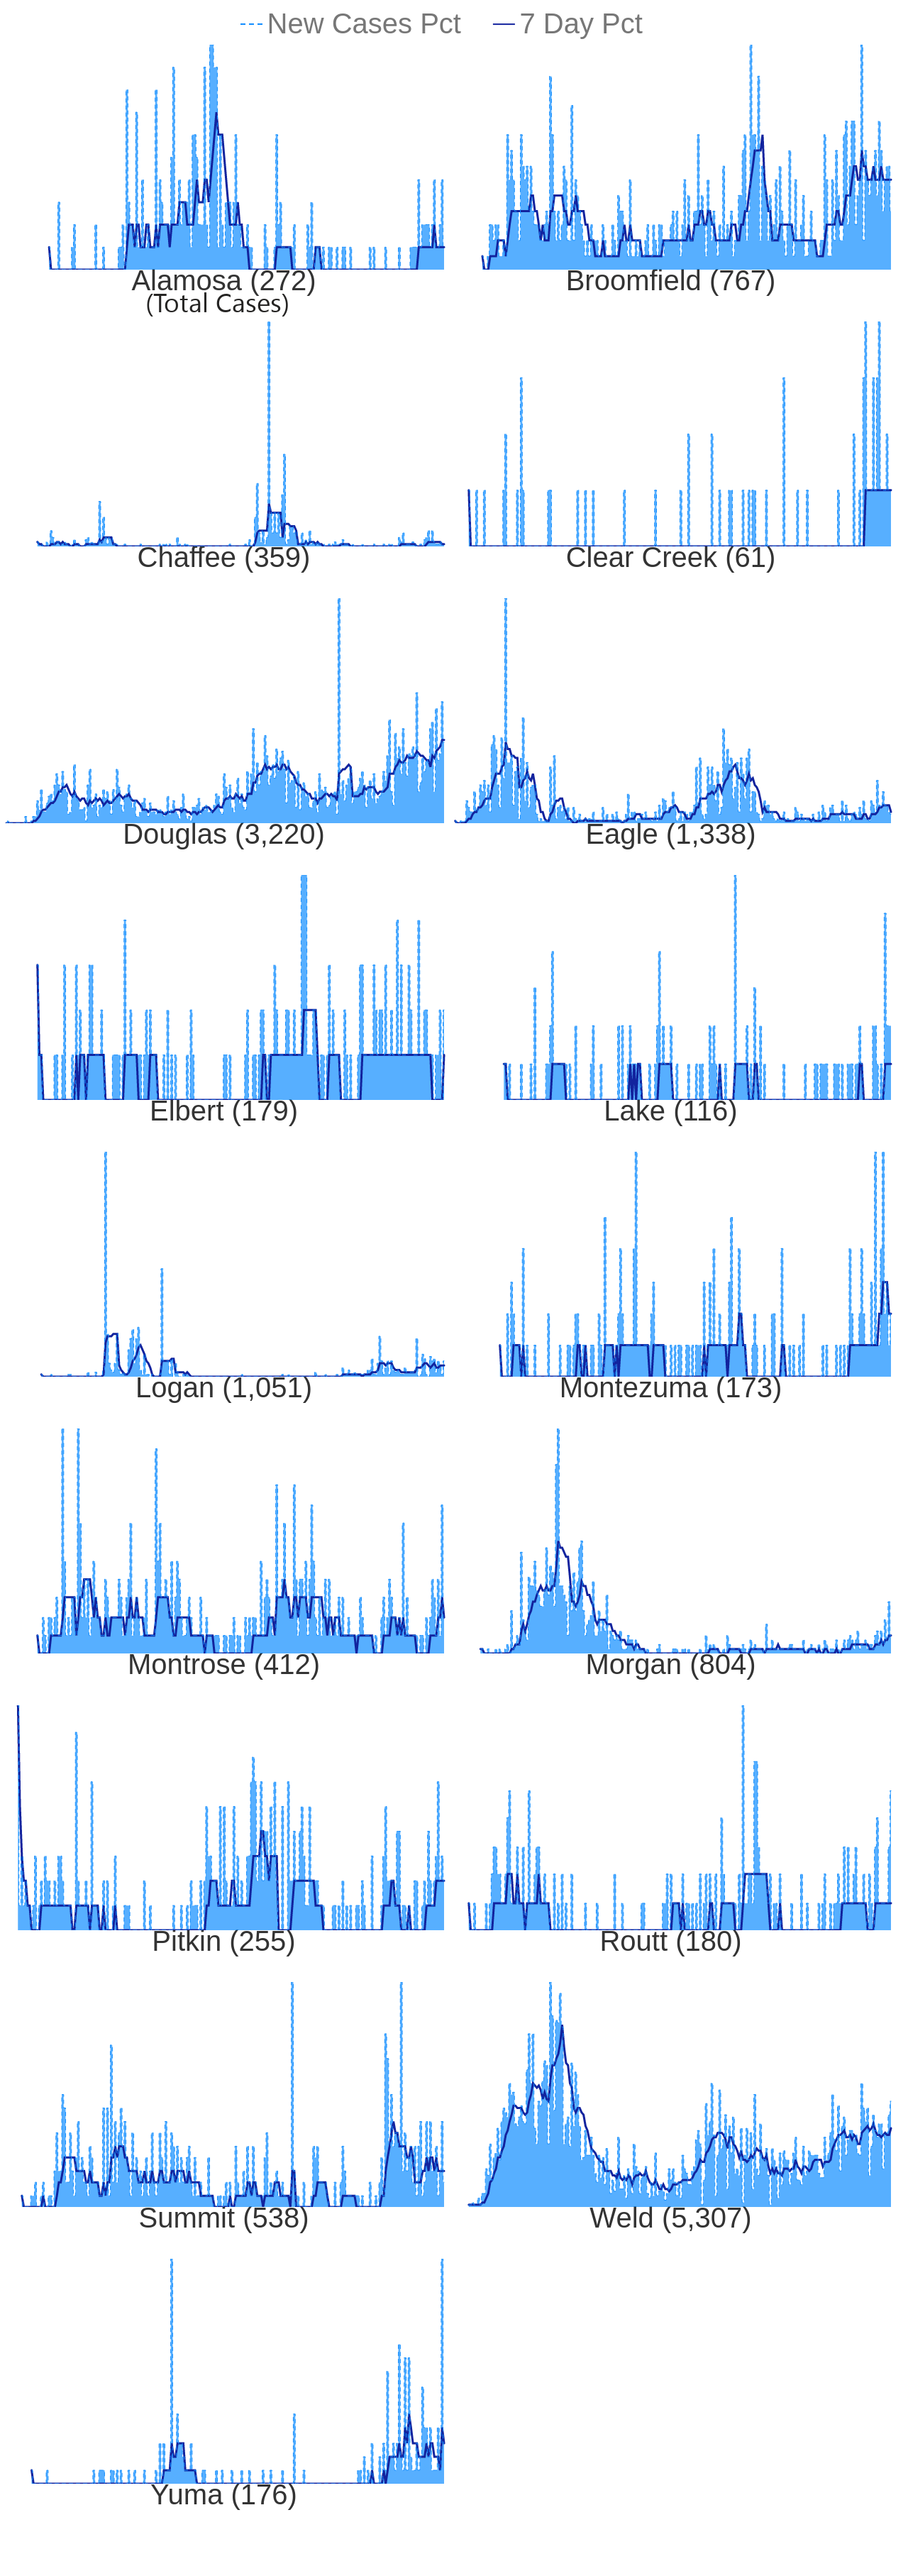 New Cases Pct 7 Day Pct
Alamosa (272) Broomfield (767)
(Total Cases)
Chaffee (359) Clear Creek (61)
Douglas (3,220) Eagle (1,338)
Elbert (179) Lake (116)
Logan (1,051) Montezuma (173)
Montrose (412) Morgan (804)
Pitkin (255) Routt (180)
Summit (538) Weld (5,307)
Yuma (176)